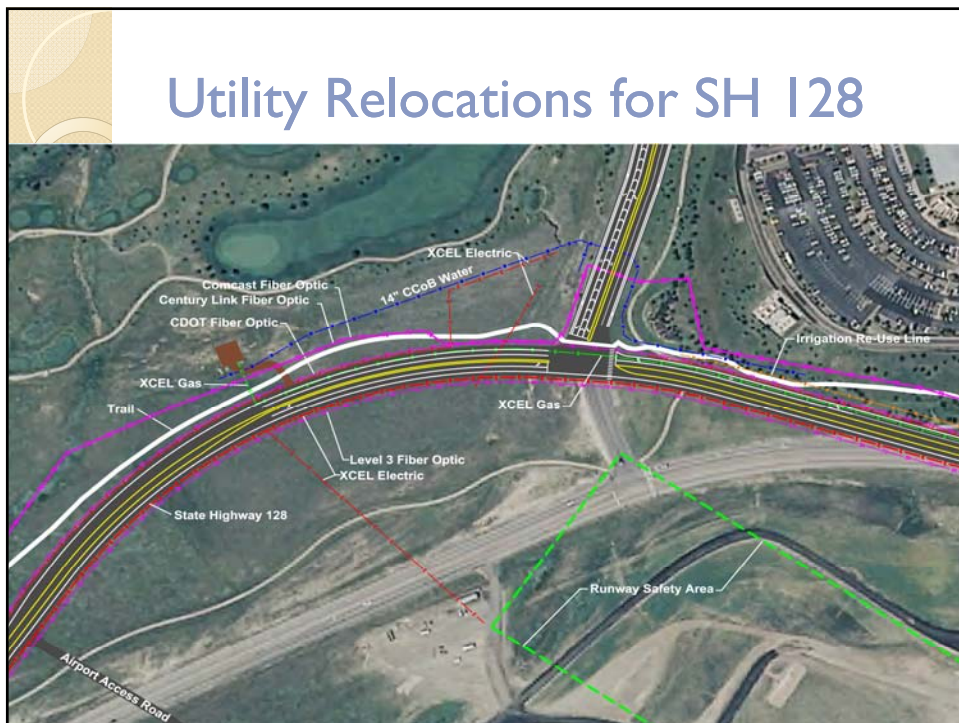 Utility Relocations for SH 128
XCEL Electric
Comcast Fiber Optic
14" CCoB Water
Century Link Fiber Optic
CDOT Fiber Optic
Irrigation Re-Use Line
XCEL Gas
XCEL Gas
Trail
Level 3 Fiber Optic
XCEL Electric
State Highway 128
Runway Safety Area
Airport Access Road